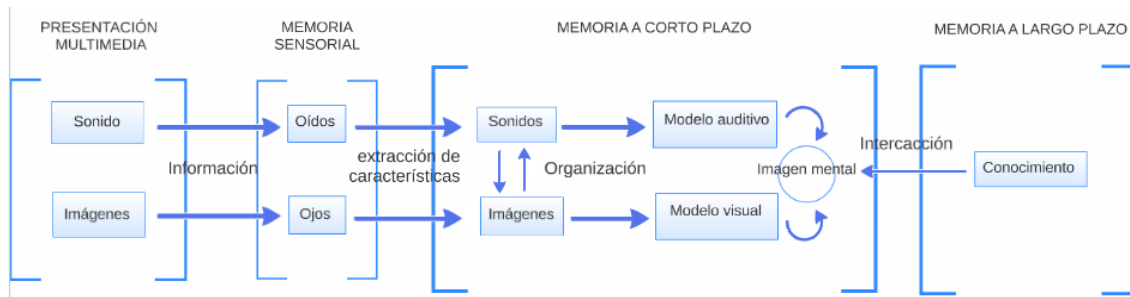 PRESENTACIÓN
MULTIMEDIA
MEMORIA
SENSORIAL
MEMORIA A CORTO PLAZO
MEMORIA A LARGO PLAZO
Sonido
Oídos
Sonidos
Modelo auditivo
Información
extracción de
características
Organización
Imagen mental
Intercacción
Conocimiento
Imágenes
Ojos
Imágenes
Modelo visual